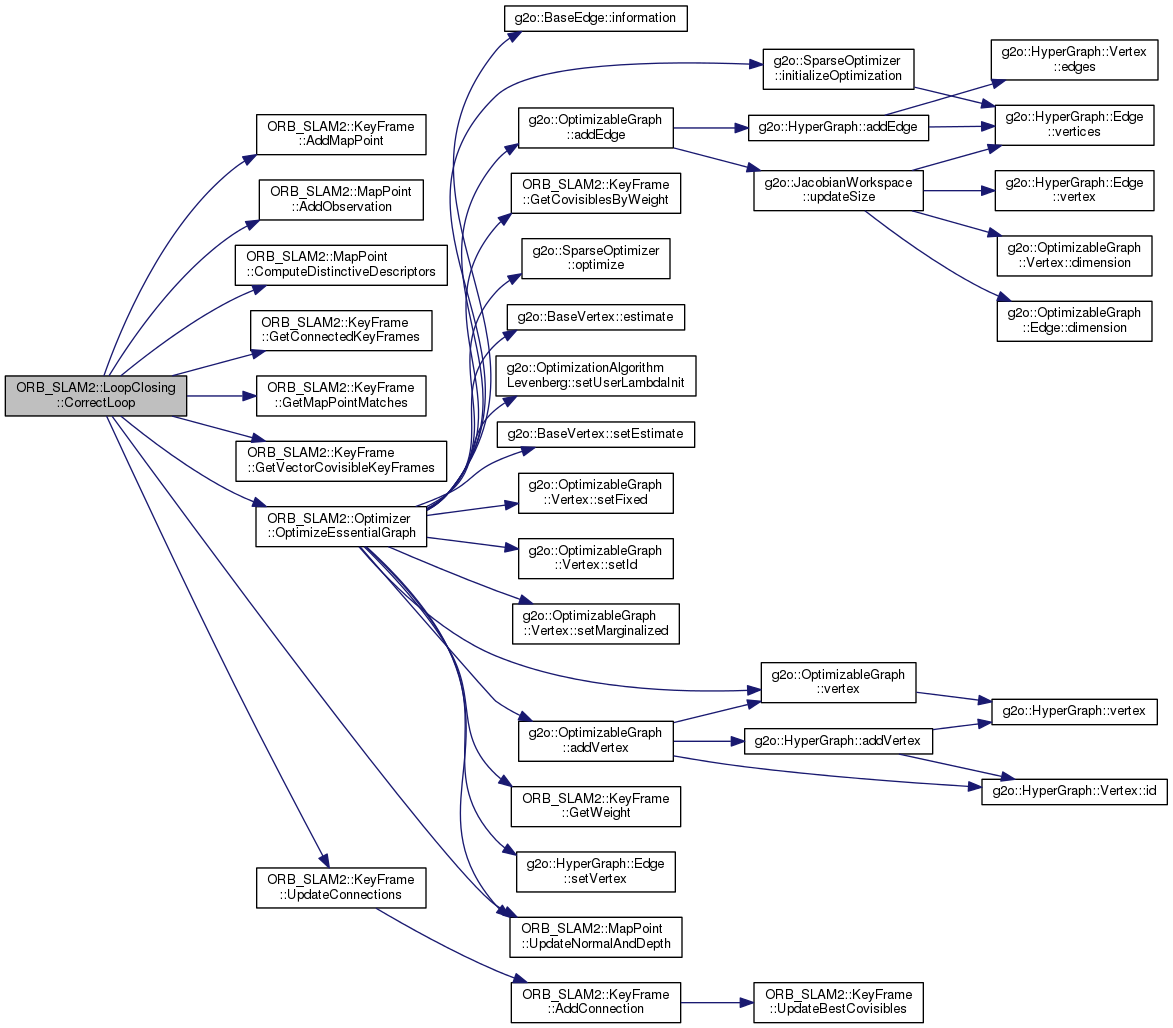 ORB_SLAM2::LoopClosing
::CorrectLoop
ORB_SLAM2::KeyFrame
::AddMapPoint
ORB_SLAM2::MapPoint
::AddObservation
ORB_SLAM2::MapPoint
::ComputeDistinctiveDescriptors
ORB_SLAM2::KeyFrame
::GetConnectedKeyFrames
ORB_SLAM2::KeyFrame
::GetMapPointMatches
ORB_SLAM2::KeyFrame
::GetVectorCovisibleKeyFrames
ORB_SLAM2::Optimizer
::OptimizeEssentialGraph
ORB_SLAM2::KeyFrame
::UpdateConnections
g2o::BaseEdge::information
g2o::OptimizableGraph
::addEdge
ORB_SLAM2::KeyFrame
::GetCovisiblesByWeight
g2o::SparseOptimizer
::optimize
g2o::BaseVertex::estimate
g2o::OptimizationAlgorithm
Levenberg::setUserLambdaInit
g2o::BaseVertex::setEstimate
g2o::OptimizableGraph
::Vertex::setFixed
g2o::OptimizableGraph
::Vertex::setId
g2o::OptimizableGraph
::Vertex::setMarginalized
g2o::OptimizableGraph
::addVertex
ORB_SLAM2::KeyFrame
::GetWeight
g2o::HyperGraph::Edge
::setVertex
ORB_SLAM2::MapPoint
::UpdateNormalAndDepth
ORB_SLAM2::KeyFrame
::AddConnection
g2o::SparseOptimizer
::initializeOptimization
g2o::HyperGraph::addEdge
g2o::JacobianWorkspace
::updateSize
g2o::OptimizableGraph
::vertex
g2o::HyperGraph::addVertex
ORB_SLAM2::KeyFrame
::UpdateBestCovisibles
g2o::HyperGraph::Vertex
::edges
g2o::HyperGraph::Edge
::vertices
g2o::HyperGraph::Edge
::vertex
g2o::OptimizableGraph
::Vertex::dimension
g2o::OptimizableGraph
::Edge::dimension
g2o::HyperGraph::vertex
g2o::HyperGraph::Vertex::id